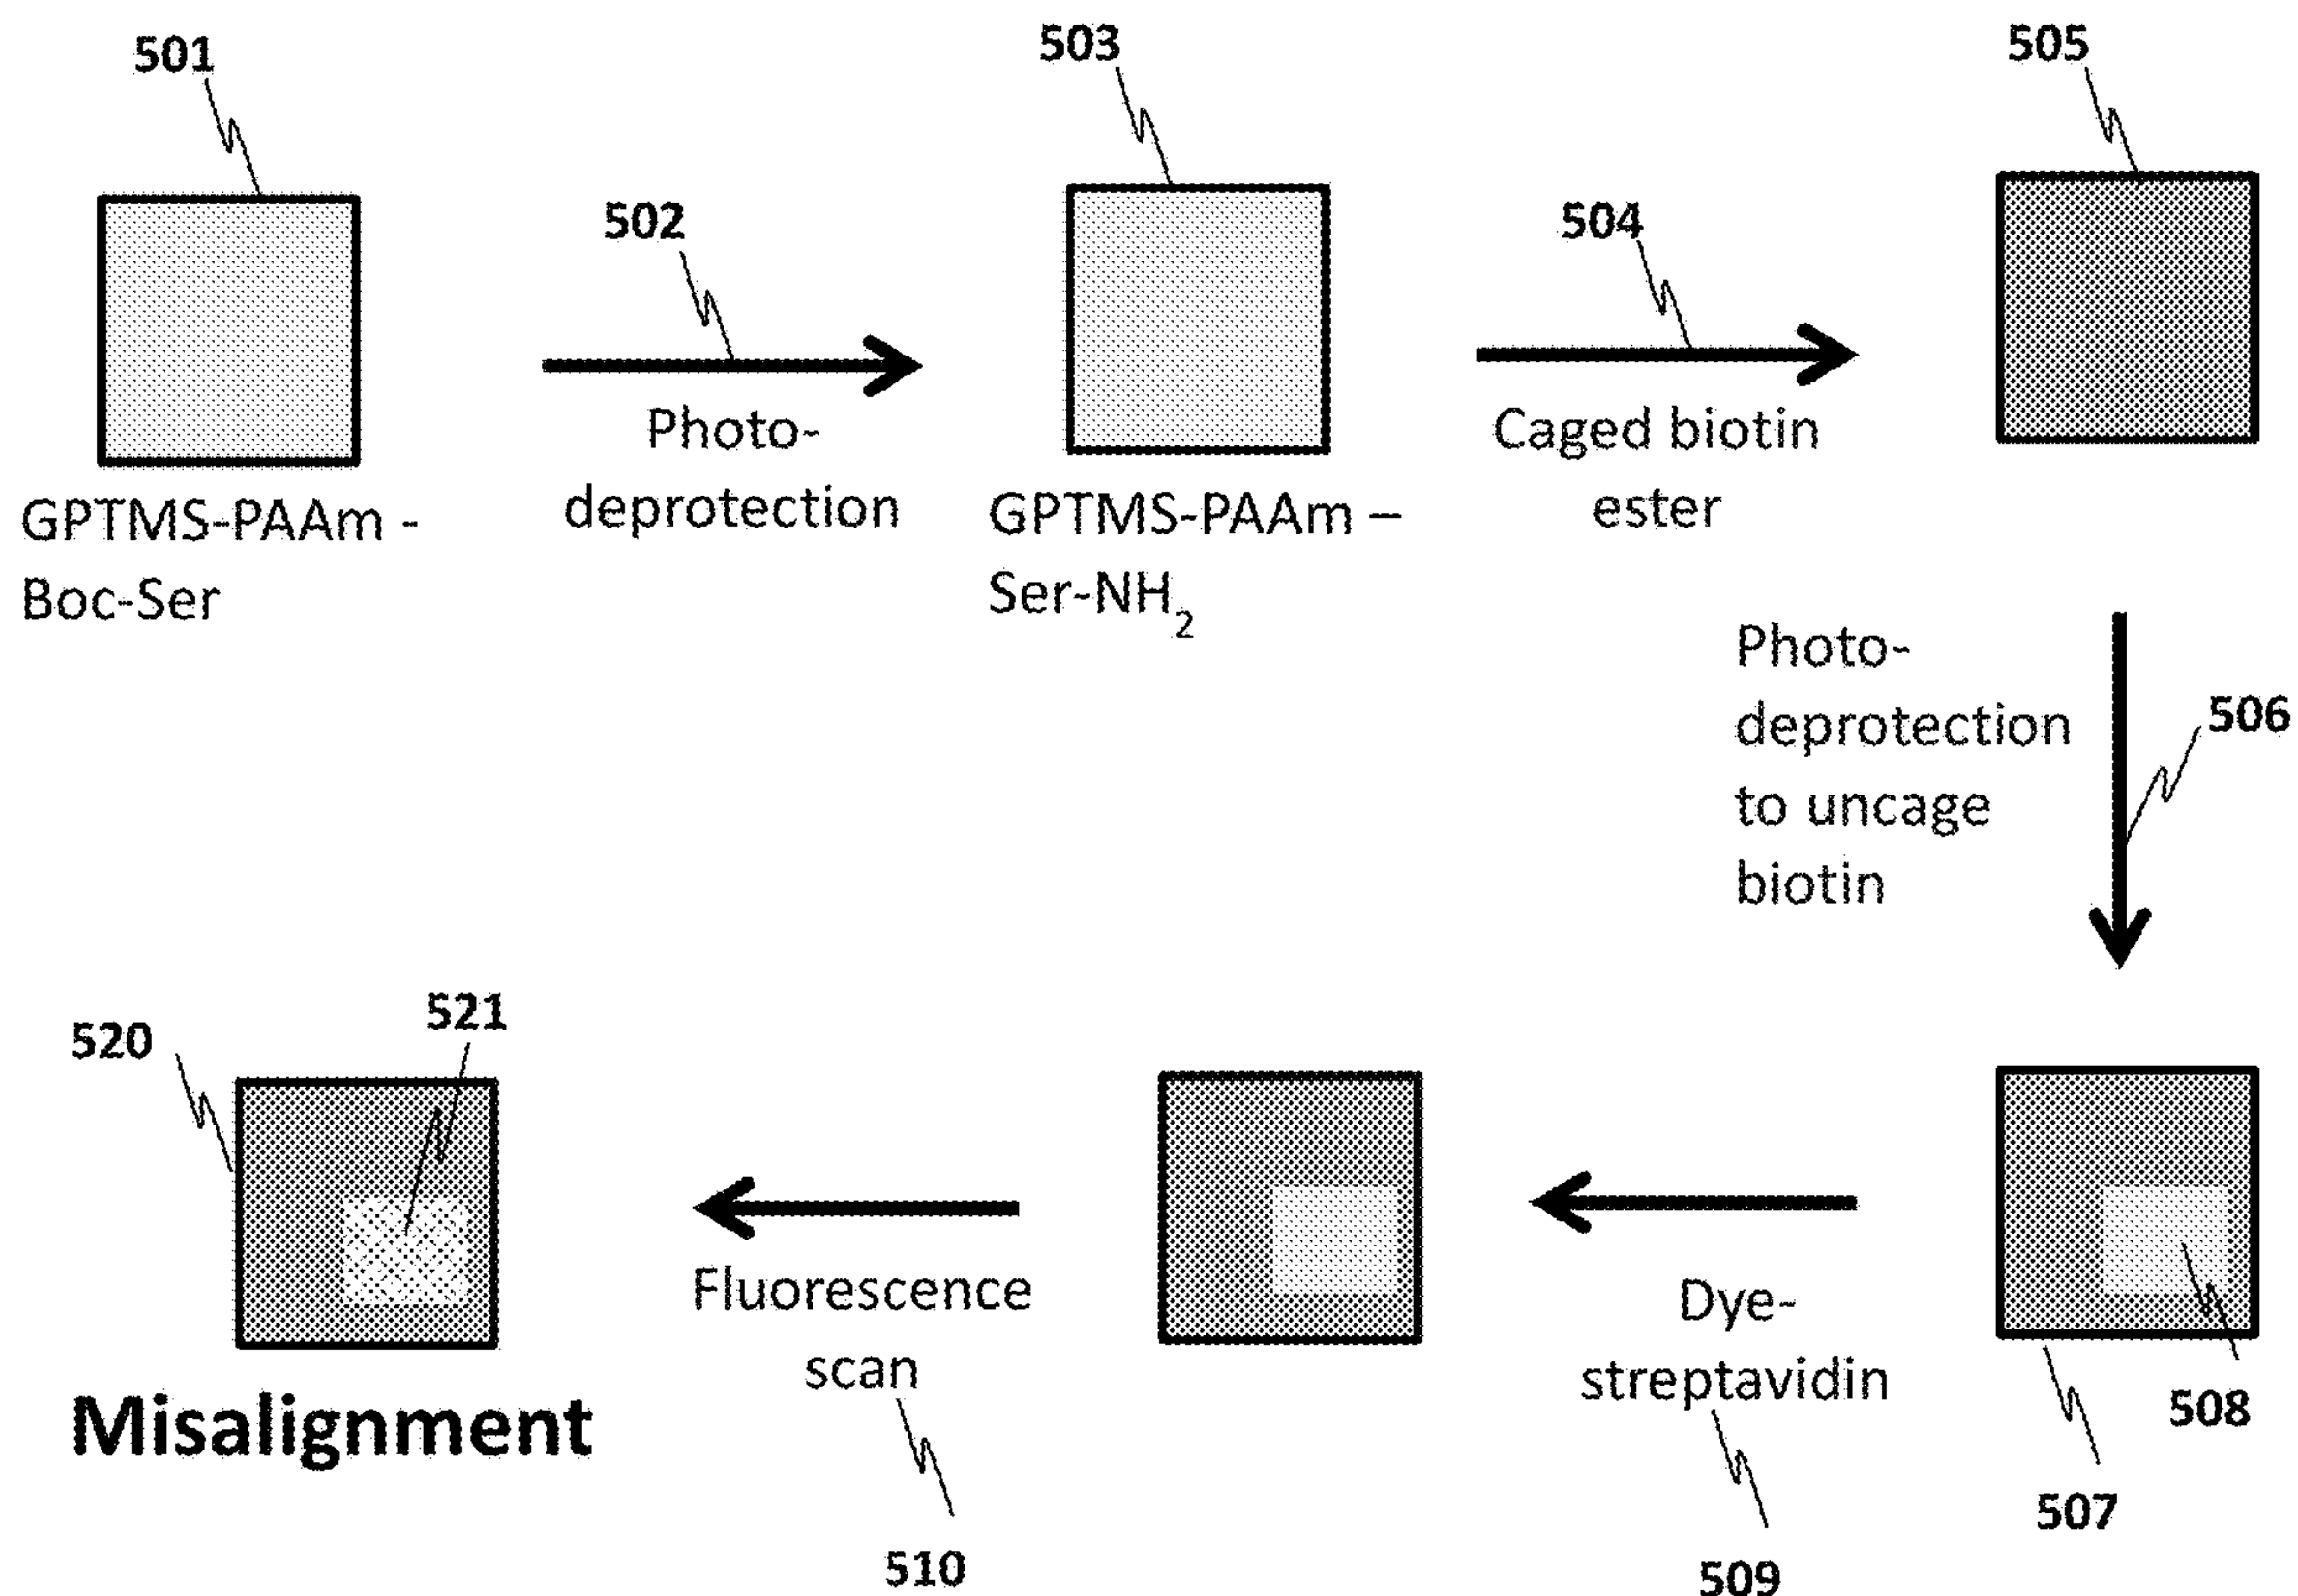 501
503
505
502
504
Photo-
deprotection
Caged biotin
ester
GPTMS-PAAm -
Boc-Ser
GPTMS-PAAm –
Ser-NH2
Photo-
deprotection
to uncage
biotin
506
521
520
Fluorescence
scan
Dye-
streptavidin
508
Misalignment
507
510
509